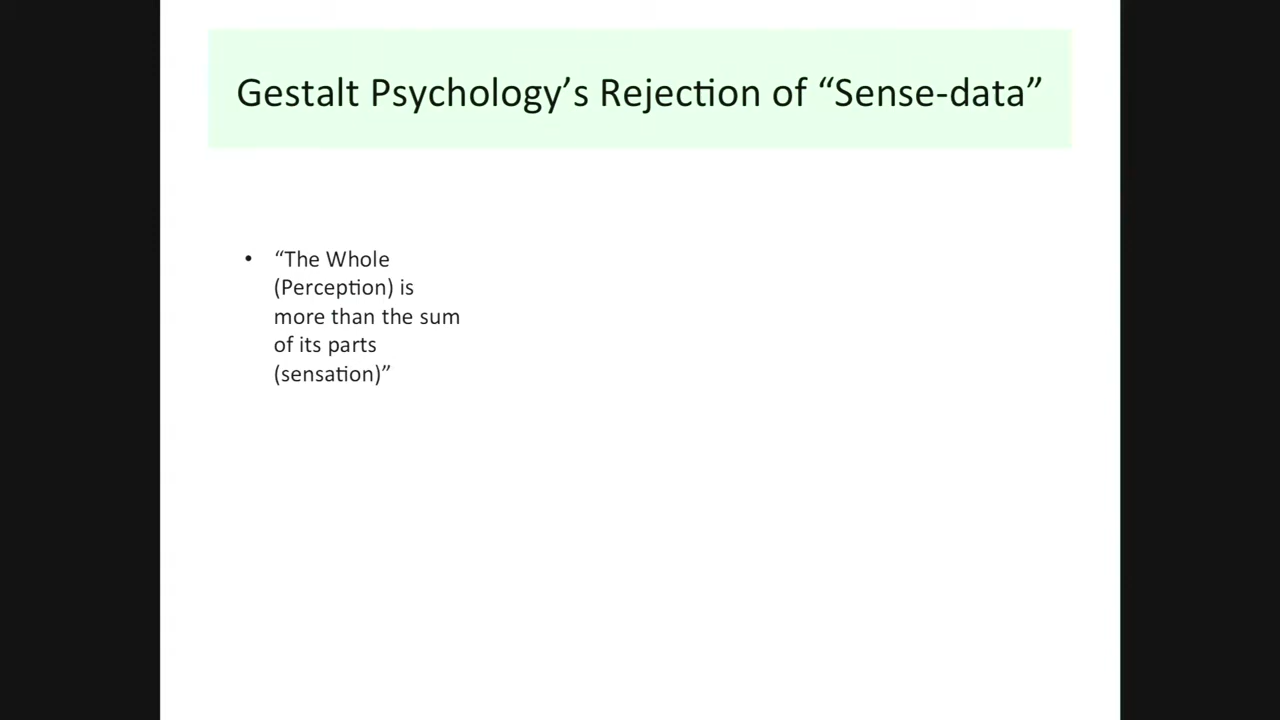 Gestalt Psychology’s Rejection of “Sense-data”
• “The Whole
(Perception) is
more than the sum
of its parts
(sensation)”